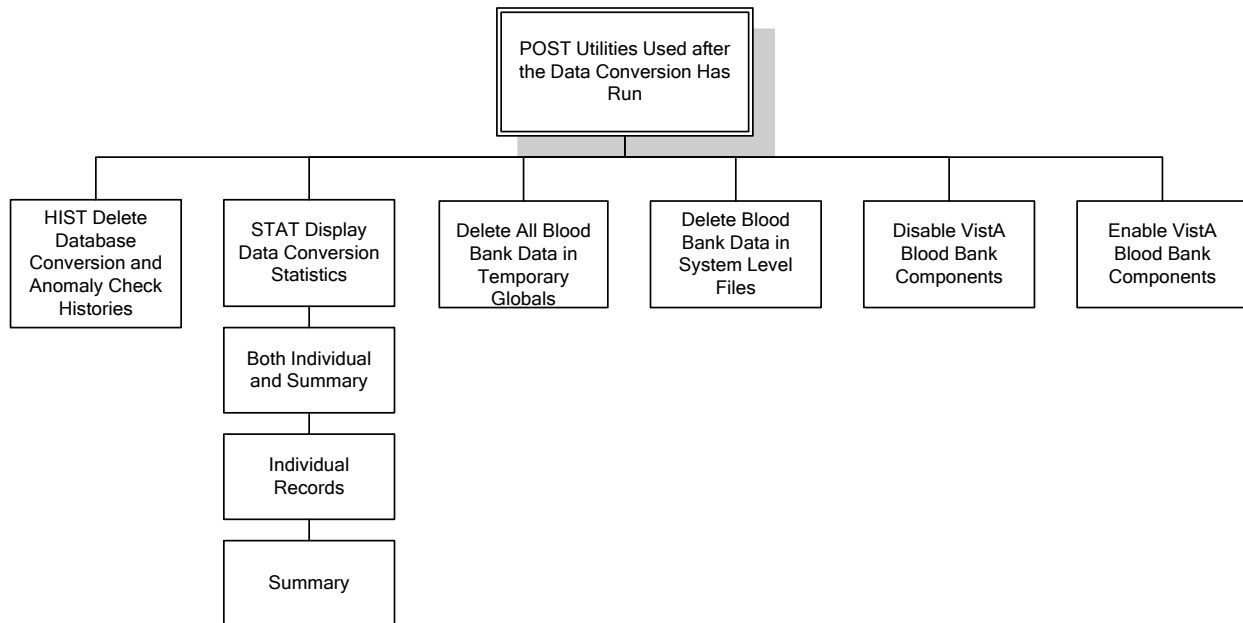 POST Utilities Used after
the Data Conversion Has
Run
HIST Delete
Database
Conversion and
Anomaly Check
Histories
STAT Display
Data Conversion
Statistics
Delete All Blood
Bank Data in
Temporary
Globals
Delete Blood
Bank Data in
System Level
Files
Disable VistA
Blood Bank
Components
Enable VistA
Blood Bank
Components
Both Individual
and Summary
Individual
Records
Summary